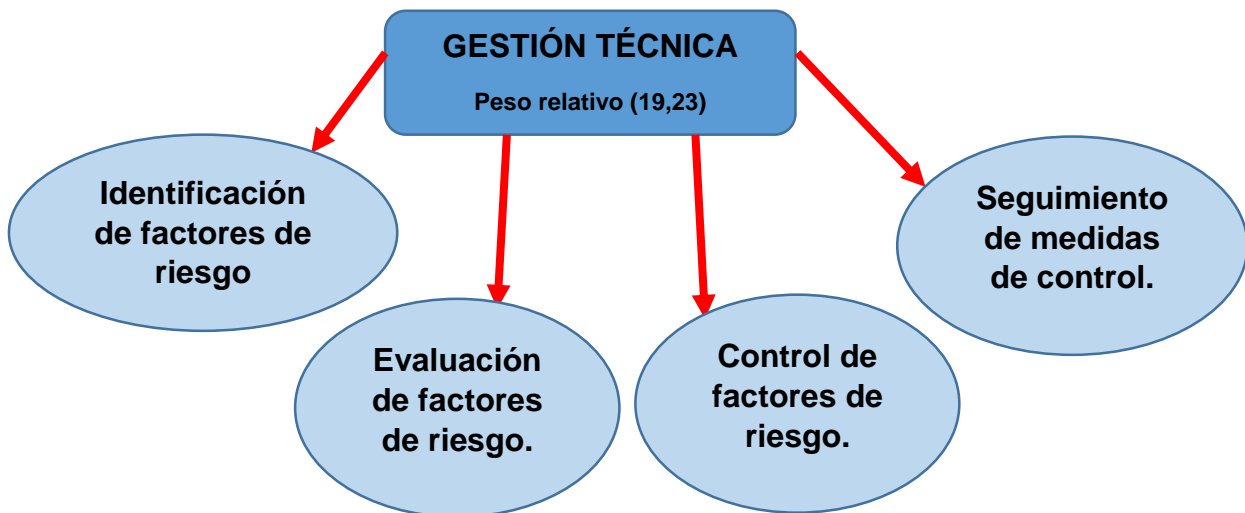 GESTIÓN TÉCNICA
Peso relativo (19,23)
Identificación
de factores de
riesgo
Evaluación
de factores
de riesgo.
Control de
factores de
riesgo.
Seguimiento
de medidas
de control.